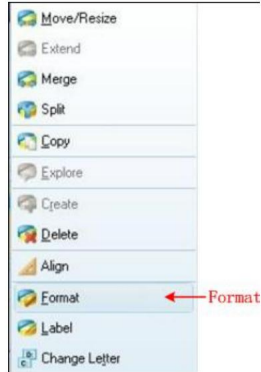 Move/Resize
Extend
Merge
Split
Copy
Explore
Create
Delete
Align
Format Format
Label
Change Letter